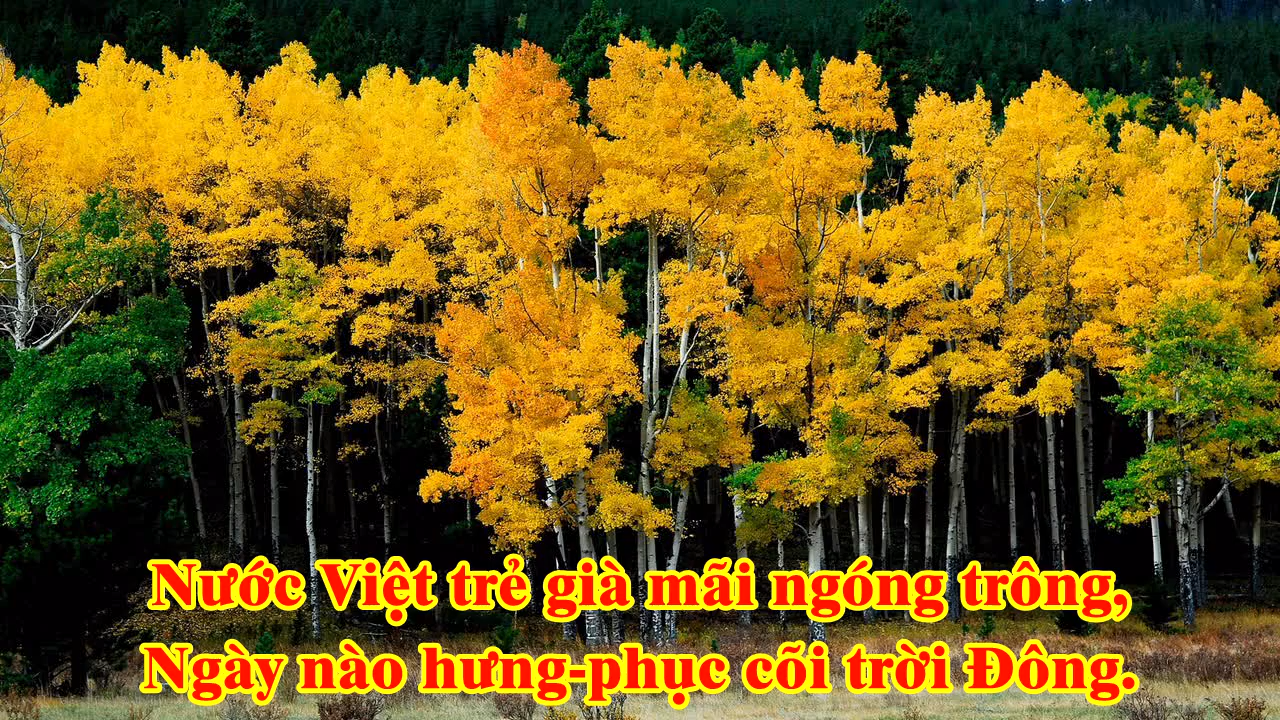 Nước Việt trẻ già mãi ngóng trông,
Ngày nào hưng-phục cõi trời Đông.